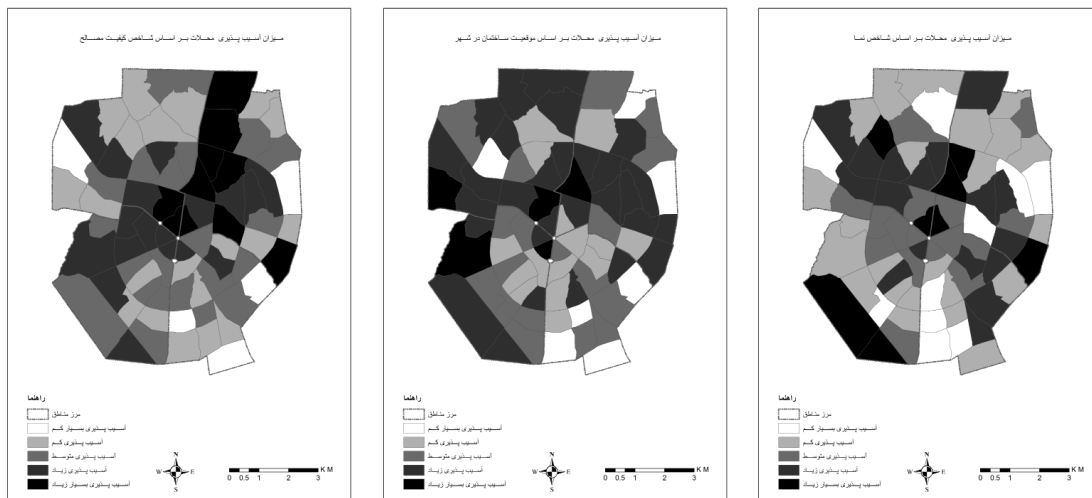 میزان آسیب پذیری محلات بر اساس شاخص کیفیت مصالح
راهنما
مرز مناطق
آسیب پذیری بسیار کم
آسیب پذیری کم
آسیب پذیری متوسط
آسیب پذیری زیاد
آسیب پذیری بسیار زیاد
N
W E
S
K M
0 0.5 1 2 3
میزان آسیب پذیری محلات بر اساس موقعیت ساختمان در شهر
راهنما
مرز مناطق
آسیب پذیری بسیار کم
آسیب پذیری کم
آسیب پذیری متوسط
آسیب پذیری زیاد
آسیب پذیری بسیار زیاد
N
W E
S
K M
0 0.5 1 2 3
میزان آسیب پذیری محلات بر اساس شاخص نما
راهنما
مرز مناطق
آسیب پذیری بسیار کم
آسیب پذیری کم
آسیب پذیری متوسط
آسیب پذیری زیاد
آسیب پذیری بسیار زیاد
N
W E
S
K M
0 0.5 1 2 3